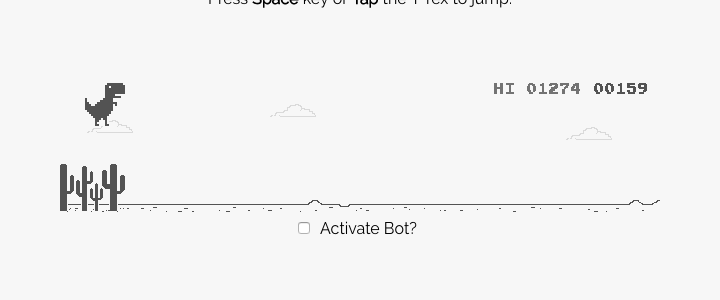 Press Space key or Tap the T-rex to jump.
HI 01274 00159
Activate Bot?